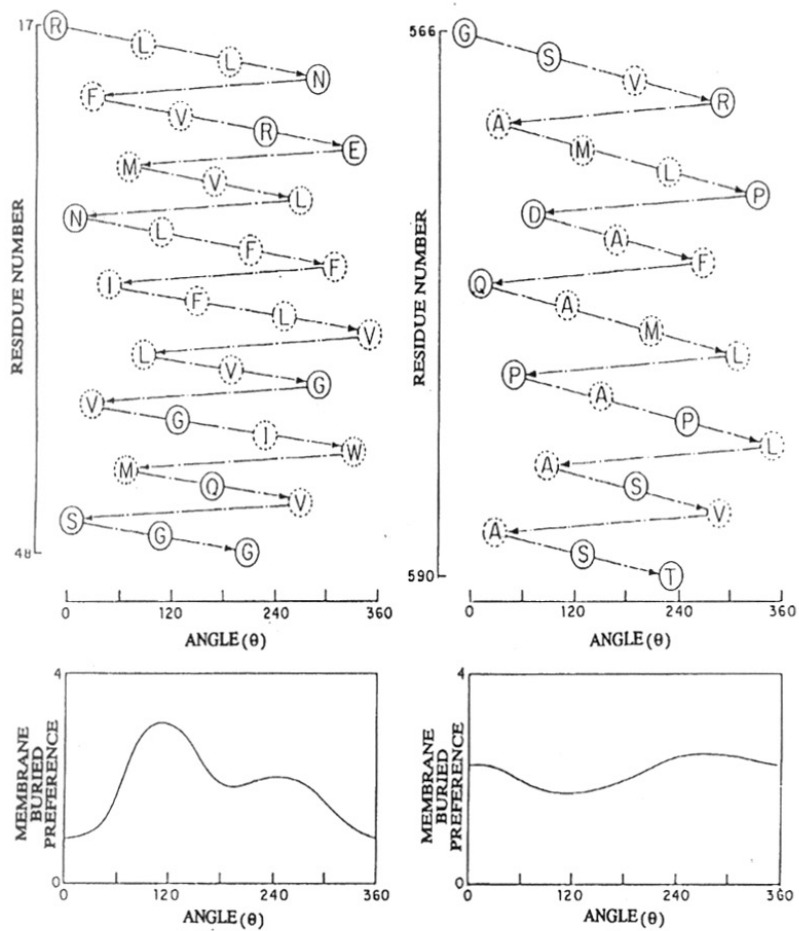 17
R
L
L
N
F
V
R
E
M
V
L
N
L
F
F
I
F
L
V
L
V
G
V
G
I
W
M
Q
V
S
G
G
48
RESIDUE NUMBER
0 120 240 360
ANGLE(θ)
566
G
S
V
R
A
M
L
P
D
A
F
Q
A
M
L
P
A
P
L
A
S
V
A
S
T
590
RESIDUE NUMBER
0 120 240 360
ANGLE(θ)
4
0
MEMBRANE
BURIED
PREFERENCE
0 120 240 360
ANGLE(θ)
4
0
MEMBRANE
BURIED
PREFERENCE
0 120 240 360
ANGLE(θ)